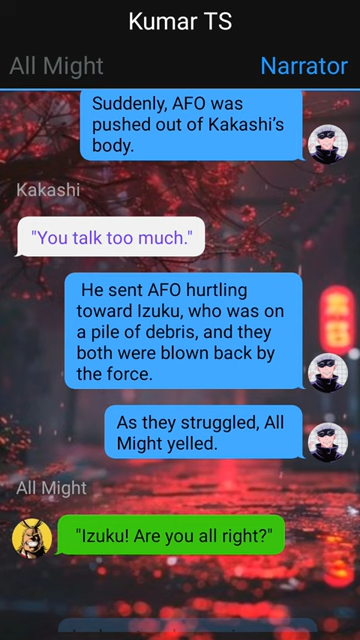 Kumar TS
All Might
Narrator
Suddenly, AFO was
pushed out of Kakashi's
body.
Kakashi
"You talk too much."
He sent AFO hurtling
toward Izuku, who was on
a pile of debris, and they
both were blown back by
the force.
As they struggled, All
Might yelled.
All Might
"Izuku! Are you all right?"